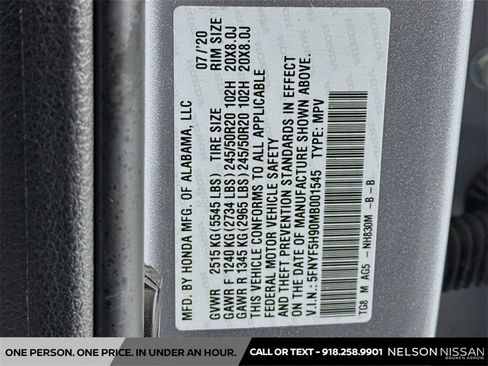 MFD. BY HONDA MFG. OF ALABAMA, LLC 07/'20
GVWR 2515 KG (5545 LBS) TIRE SIZE RIM SIZE
GAWR F 1240 KG (2734 LBS) 245/50R20 102H 20X8.0J
GAWR R 1345 KG (2965 LBS) 245/50R20 102H 20X8.0J
THIS VEHICLE CONFORMS TO ALL APPLICABLE
FEDERAL MOTOR VEHICLE SAFETY
AND THEFT PREVENTION STANDARDS IN EFFECT
ON THE DATE OF MANUFACTURE SHOWN ABOVE.
V.I.N.: 5FNYF5H90MB001545 TYPE: MPV
TG8 M AG5 - NH830M -B -B
ONE PERSON. ONE PRICE. IN UNDER AN HOUR.
CALL OR TEXT - 918.258.9901
NELSON NISSAN
BROKEN ARROW